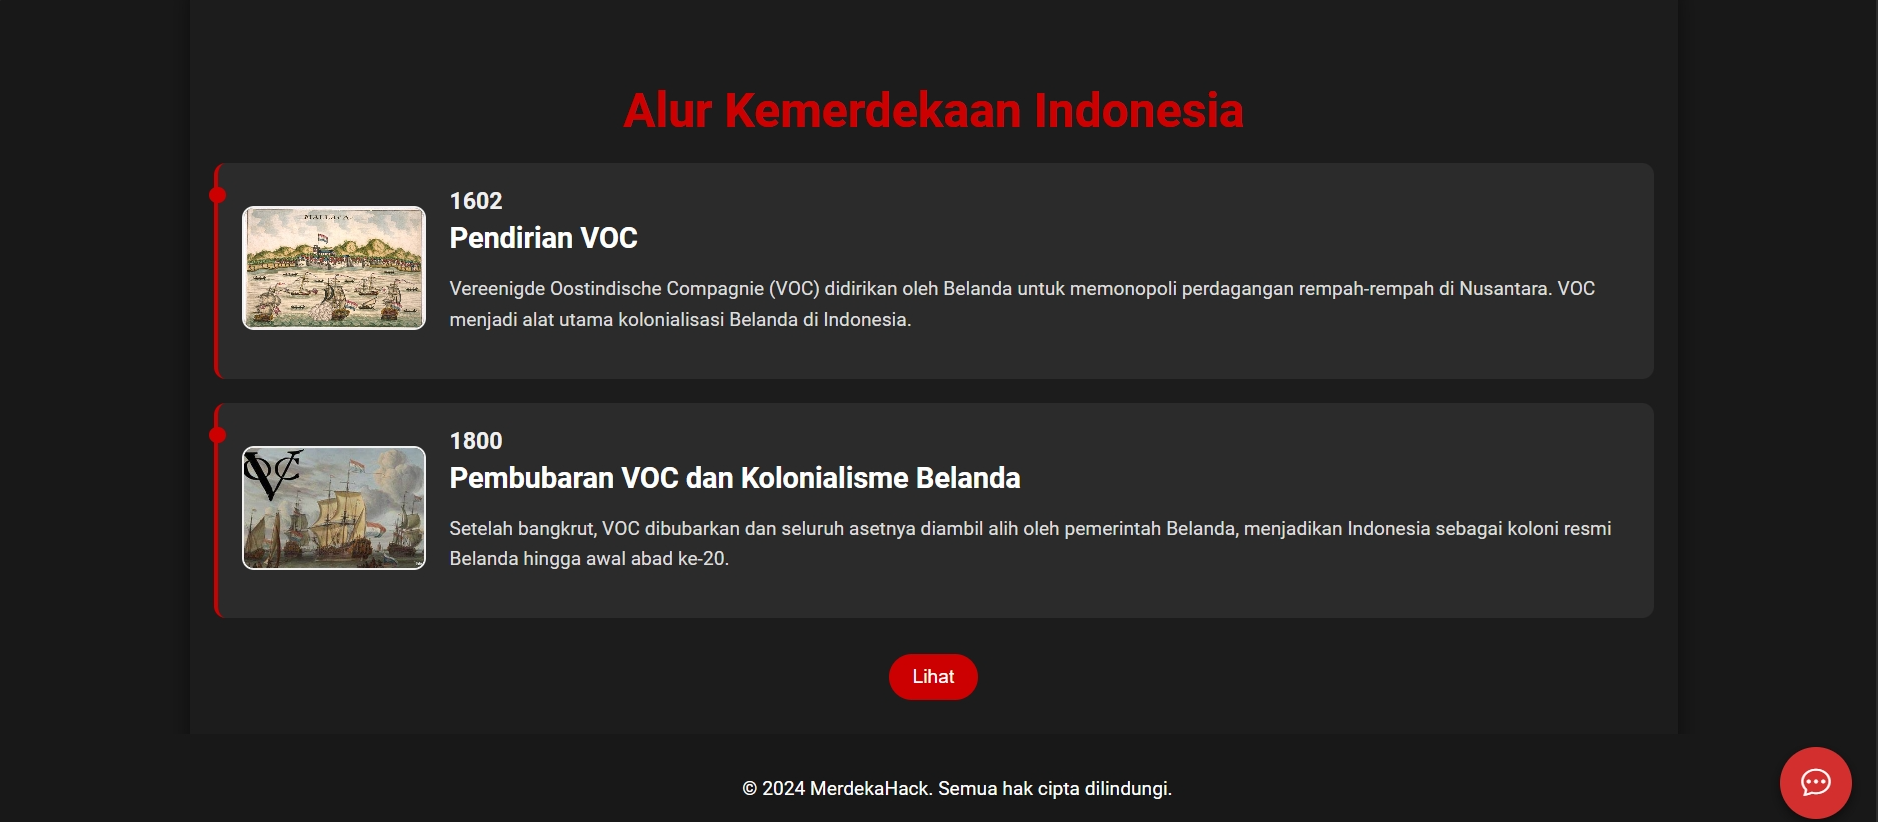 Alur Kemerdekaan Indonesia
MALLACA.
1602
Pendirian VOC
Vereenigde Oostindische Compagnie (VOC) didirikan oleh Belanda untuk memonopoli perdagangan rempah-rempah di Nusantara. VOC
menjadi alat utama kolonialisasi Belanda di Indonesia.
VOC
1800
Pembubaran VOC dan Kolonialisme Belanda
Setelah bangkrut, VOC dibubarkan dan seluruh asetnya diambil alih oleh pemerintah Belanda, menjadikan Indonesia sebagai koloni resmi
Belanda hingga awal abad ke-20.
Lihat
© 2024 MerdekaHack. Semua hak cipta dilindungi.